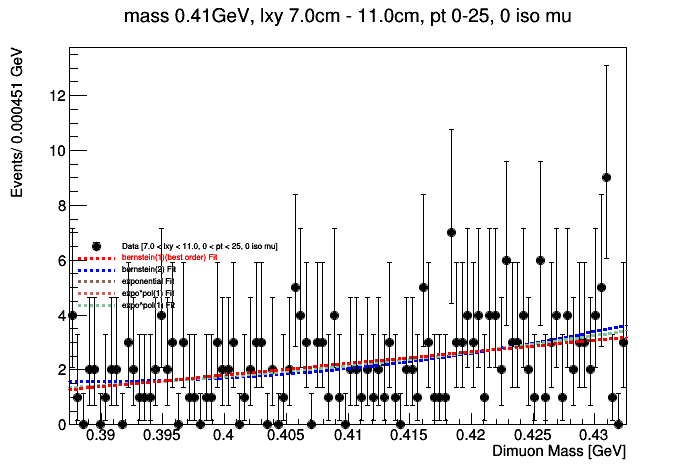 mass 0.41GeV, lxy 7.0cm - 11.0cm, pt 0-25, 0 iso mu
Events/ 0.000451 GeV
12
10
8
6
4
2
0
Data [7.0 < lxy < 11.0, 0 < pt < 25, 0 iso mu]
bernstein(1)(best order) Fit
bernstein(2) Fit
exponential Fit
expo*pol(1) Fit
expo*pol(1) Fit
0.39 0.395 0.4 0.405 0.41 0.415 0.42 0.425 0.43
Dimuon Mass [GeV]